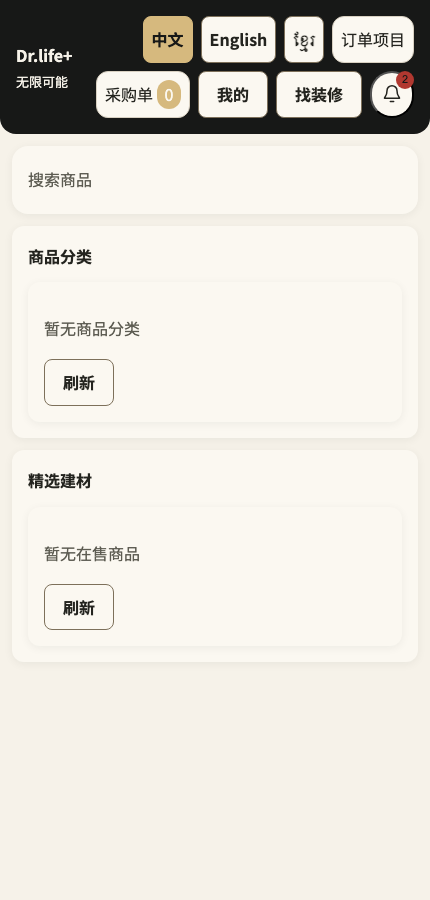 Dr.life+
无限可能
中文
English
ខ្មែរ
订单项目
采购单 0
我的
找装修
2
搜索商品
商品分类
暂无商品分类
刷新
精选建材
暂无在售商品
刷新